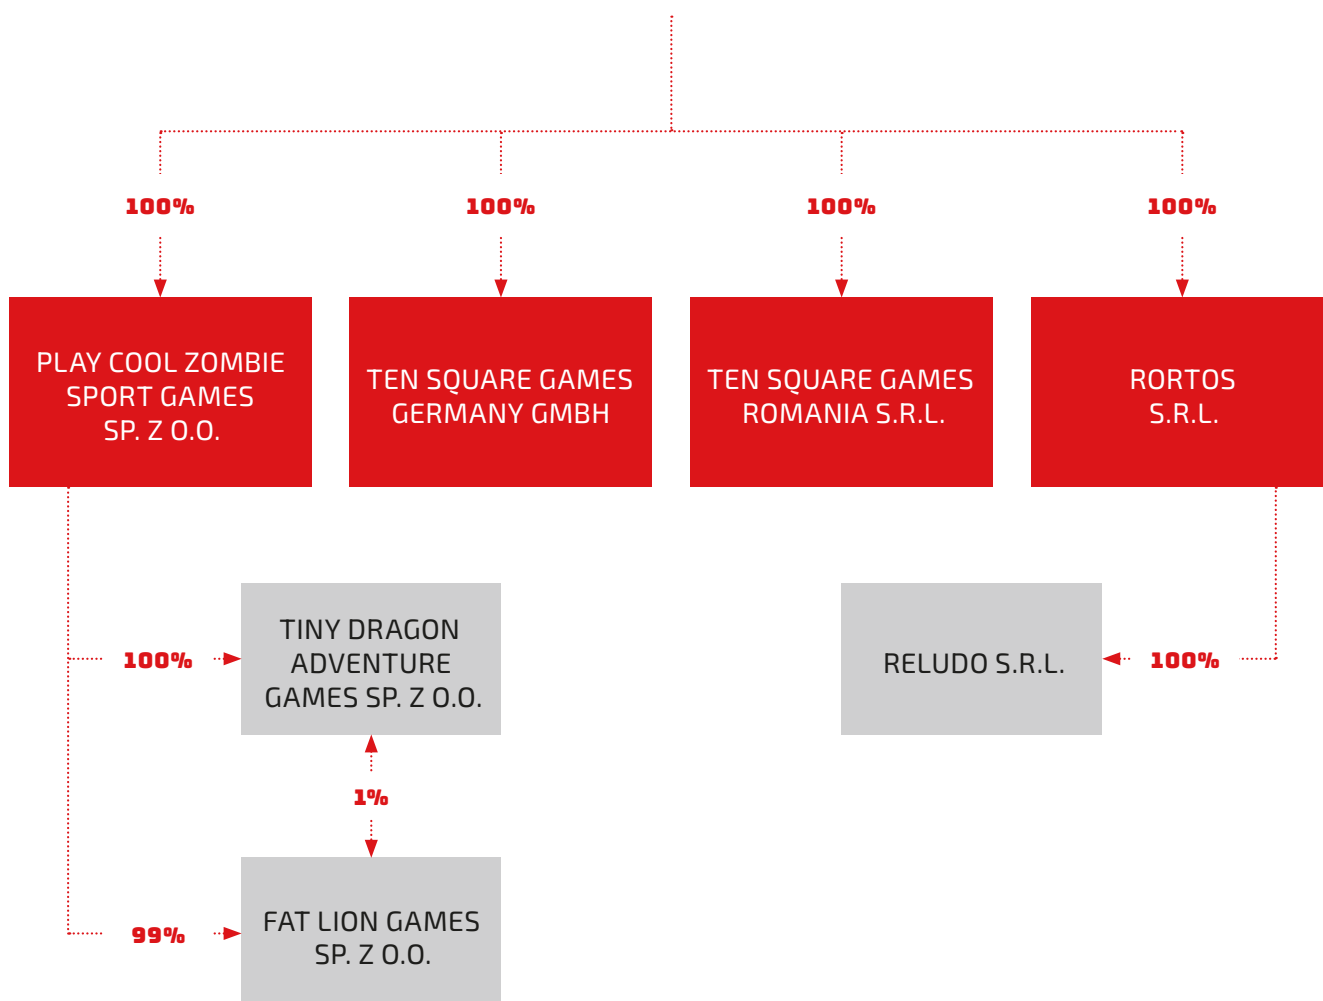 100%
100%
100%
100%
PLAY COOL ZOMBIE
SPORT GAMES
SP. Z O.O.
TEN SQUARE GAMES
GERMANY GMBH
TEN SQUARE GAMES
ROMANIA S.R.L.
RORTOS
S.R.L.
100%
TINY DRAGON
ADVENTURE
GAMES SP. Z O.O.
RELUDO S.R.L.
100%
1%
99%
FAT LION GAMES
SP. Z O.O.